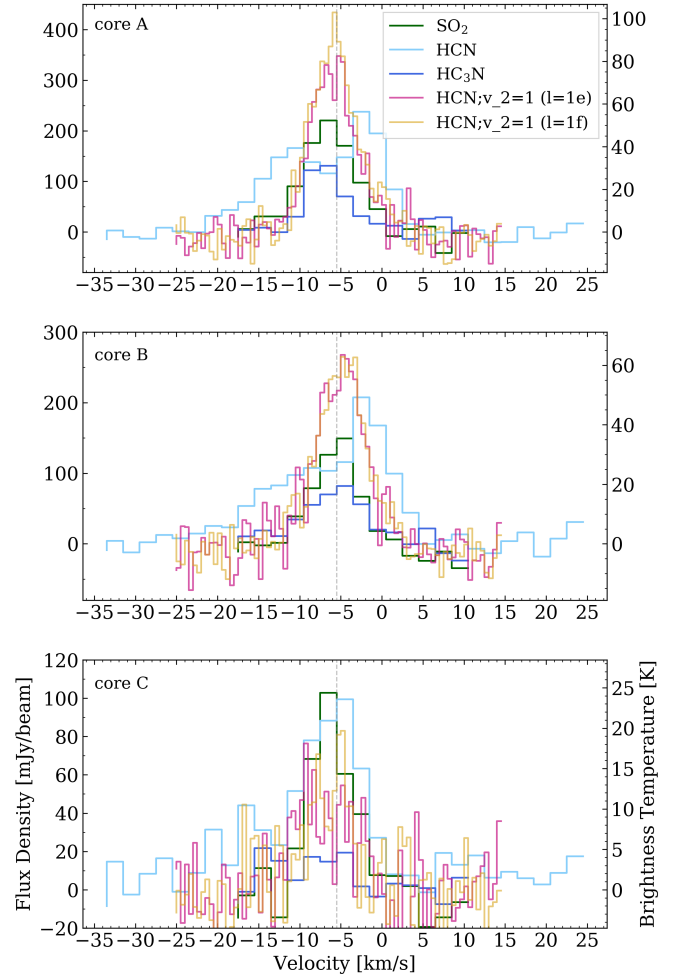 core A
SO₂
HCN
HC₃N
HCN;v_2=1 (l=1e)
HCN;v_2=1 (l=1f)
400
300
200
100
0
100
80
60
40
20
0
−35 −30 −25 −20 −15 −10 −5 0 5 10 15 20 25
core B
300
250
200
150
100
50
0
60
40
20
0
−35 −30 −25 −20 −15 −10 −5 0 5 10 15 20 25
core C
120
100
80
60
40
20
0
−20
25
20
15
10
5
0
−35 −30 −25 −20 −15 −10 −5 0 5 10 15 20 25
Flux Density [mJy/beam]
Brightness Temperature [K]
Velocity [km/s]